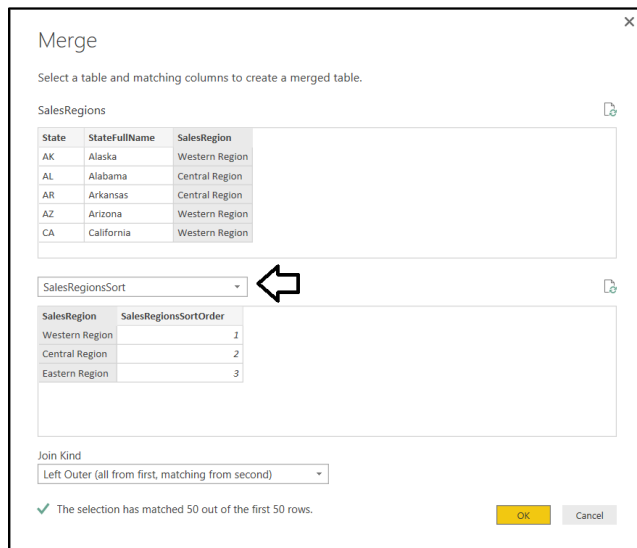 Merge
Select a table and matching columns to create a merged table.
SalesRegions
State StateFullName SalesRegion
AK Alaska Western Region
AL Alabama Central Region
AR Arkansas Central Region
AZ Arizona Western Region
CA California Western Region
SalesRegionsSort
SalesRegion SalesRegionsSortOrder
Western Region 1
Central Region 2
Eastern Region 3
Join Kind
Left Outer (all from first, matching from second)
The selection has matched 50 out of the first 50 rows.
OK Cancel